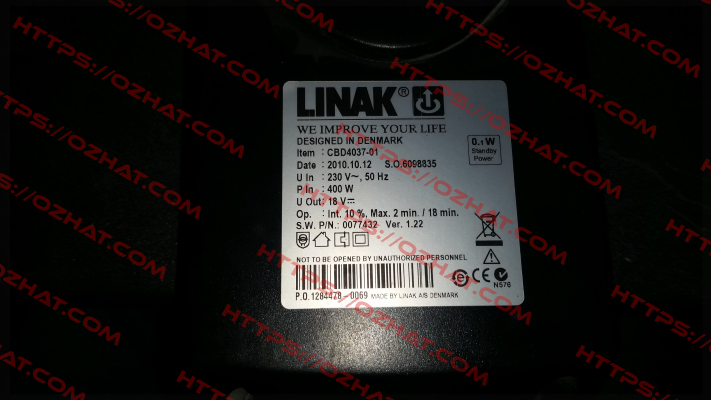 LINAK®
WE IMPROVE YOUR LIFE
DESIGNED IN DENMARK
Item : CBD4037-01
Date : 2010.10.12 S.O.6098835
U In : 230 V~, 50 Hz
P In : 400 W
U Out: 18 V⎓
Op. : Int. 10 %, Max. 2 min. / 18 min.
S.W. P/N.: 0077432 Ver. 1.22
0.1W
Standby
Power
NOT TO BE OPENED BY UNAUTHORIZED PERSONNEL
CE
N576
P.O.1284478 - 0069 MADE BY LINAK A/S DENMARK
HTTPS://OZHAT.COM